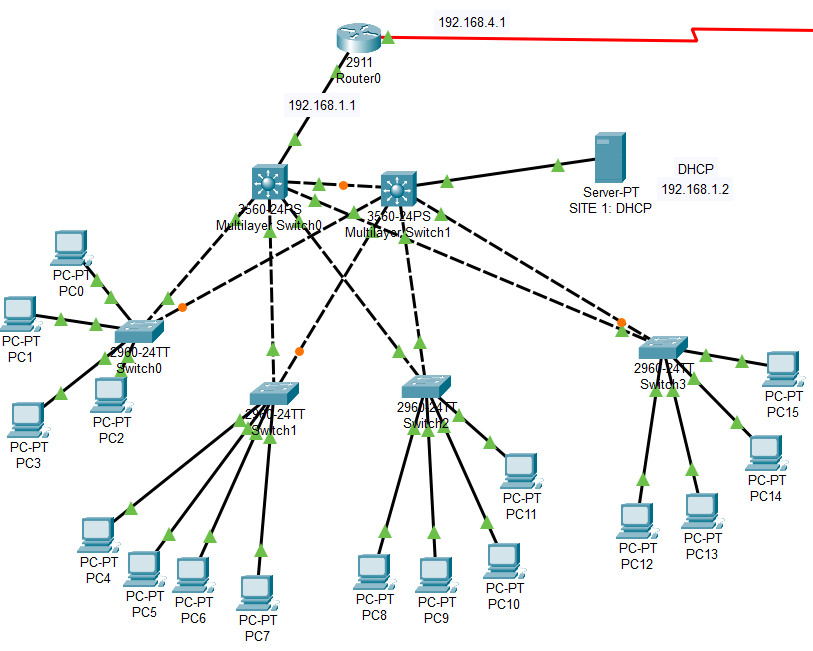 192.168.4.1
2911
Router0
192.168.1.1
3560-24PS
Multilayer Switch0
3560-24PS
Multilayer Switch1
Server-PT
SITE 1: DHCP
DHCP
192.168.1.2
PC-PT
PC0
PC-PT
PC1
2960-24TT
Switch0
PC-PT
PC2
PC-PT
PC3
2960-24TT
Switch1
2960-24TT
Switch2
2960-24TT
Switch3
PC-PT
PC15
PC-PT
PC14
PC-PT
PC11
PC-PT
PC12
PC-PT
PC13
PC-PT
PC4
PC-PT
PC5
PC-PT
PC6
PC-PT
PC7
PC-PT
PC8
PC-PT
PC9
PC-PT
PC10